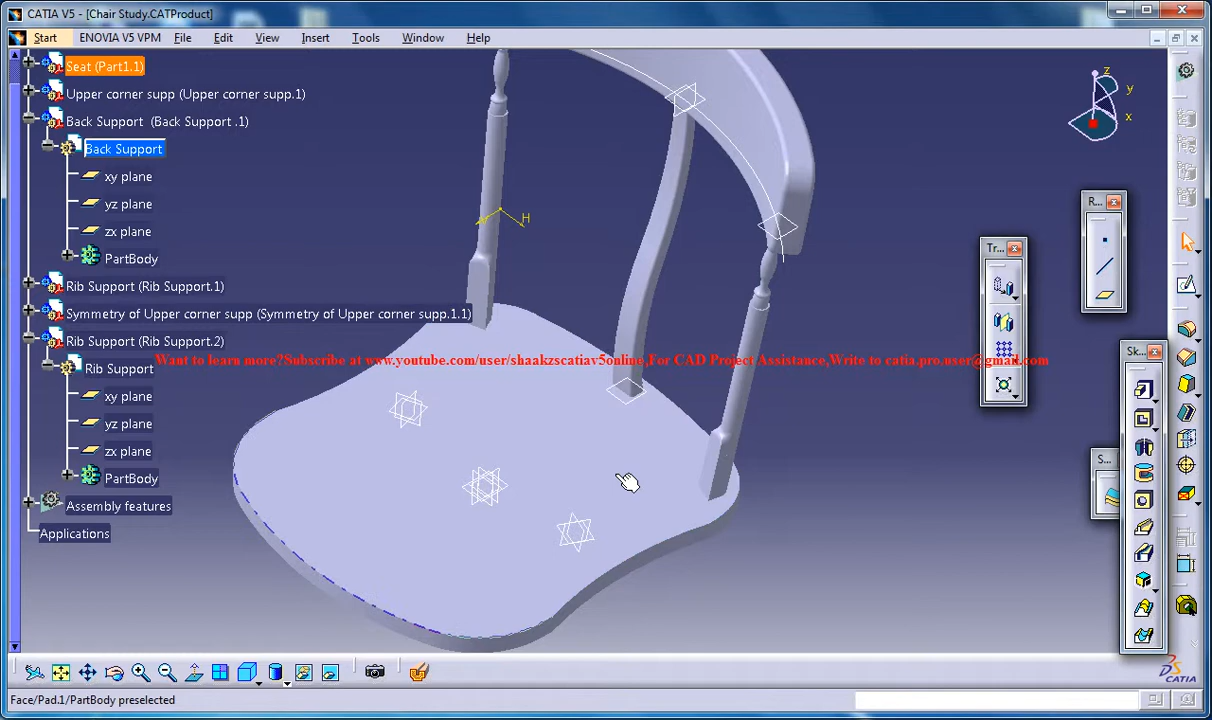 CATIA V5 - [Chair Study.CATProduct]
Start ENOVIA V5 VPM File Edit View Insert Tools Window Help
Seat (Part1.1)
Upper corner supp (Upper corner supp.1)
Back Support (Back Support .1)
Back Support
xy plane
yz plane
zx plane
PartBody
Rib Support (Rib Support.1)
Symmetry of Upper corner supp (Symmetry of Upper corner supp.1.1)
Rib Support (Rib Support.2)
Want to learn more?Subscribe at www.youtube.com/user/shaakzscatiav5online,For CAD Project Assistance,Write to catia.pro.user@gmail.com
Rib Support
xy plane
yz plane
zx plane
PartBody
Assembly features
Applications
H
z
y
x
R...
Tr...
Sk...
S...
CATIA
Face/Pad.1/PartBody preselected